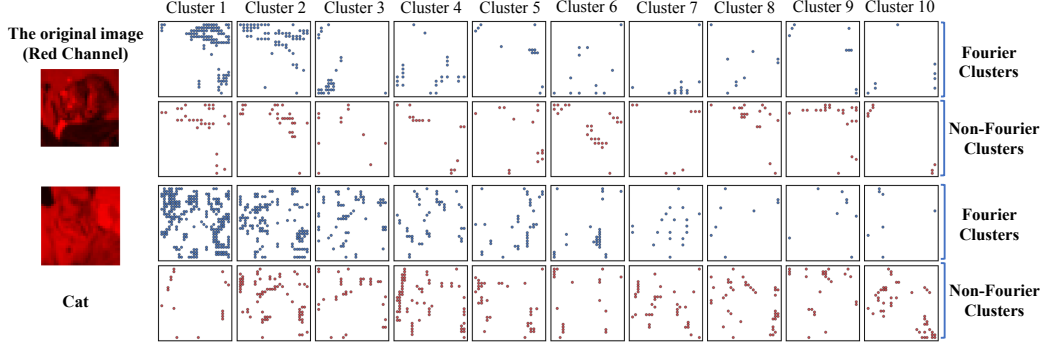 Cluster 1 Cluster 2 Cluster 3 Cluster 4 Cluster 5 Cluster 6 Cluster 7 Cluster 8 Cluster 9 Cluster 10
The original image
(Red Channel)
Fourier
Clusters
Non-Fourier
Clusters
Fourier
Clusters
Cat
Non-Fourier
Clusters